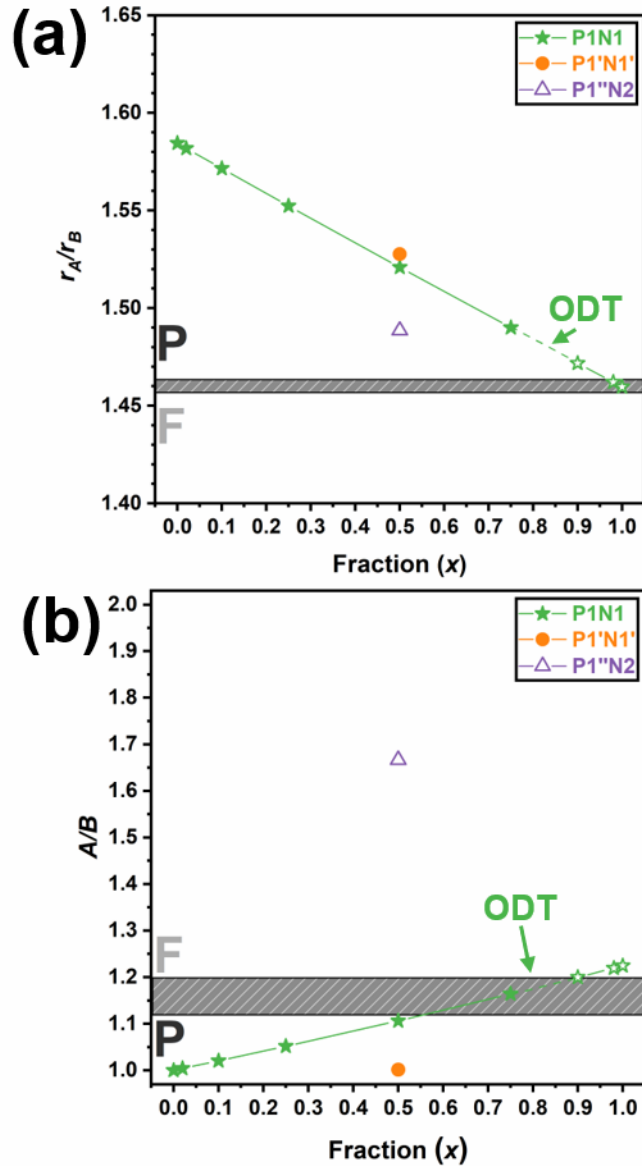 (a)
P1N1
P1'N1'
P1"N2
1.60
1.55
1.50
1.45
1.40
r_A/r_B
ODT
P
F
0.0 0.1 0.2 0.3 0.4 0.5 0.6 0.7 0.8 0.9 1.0
Fraction (x)
(b)
P1N1
P1'N1'
P1"N2
2.0
1.9
1.8
1.7
1.6
1.5
1.4
1.3
1.2
1.1
1.0
A/B
ODT
F
P
0.0 0.1 0.2 0.3 0.4 0.5 0.6 0.7 0.8 0.9 1.0
Fraction (x)